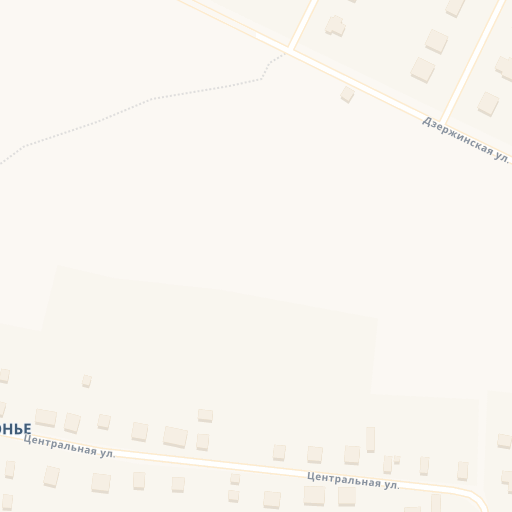 Дзержинская ул.
ОНЬЕ
Центральная ул.
Центральная ул.